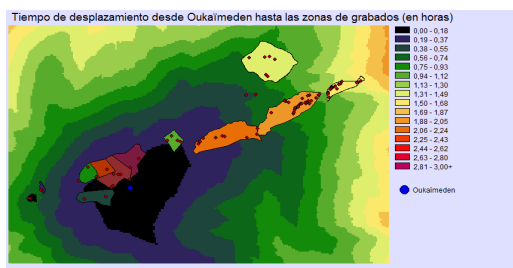 Tiempo de desplazamiento desde Oukaïmeden hasta las zonas de grabados (en horas)
0,00 - 0,18
0,19 - 0,37
0,38 - 0,55
0,56 - 0,74
0,75 - 0,93
0,94 - 1,12
1,13 - 1,30
1,31 - 1,49
1,50 - 1,68
1,69 - 1,87
1,88 - 2,05
2,06 - 2,24
2,25 - 2,43
2,44 - 2,62
2,63 - 2,80
2,81 - 3,00+
Oukaïmeden